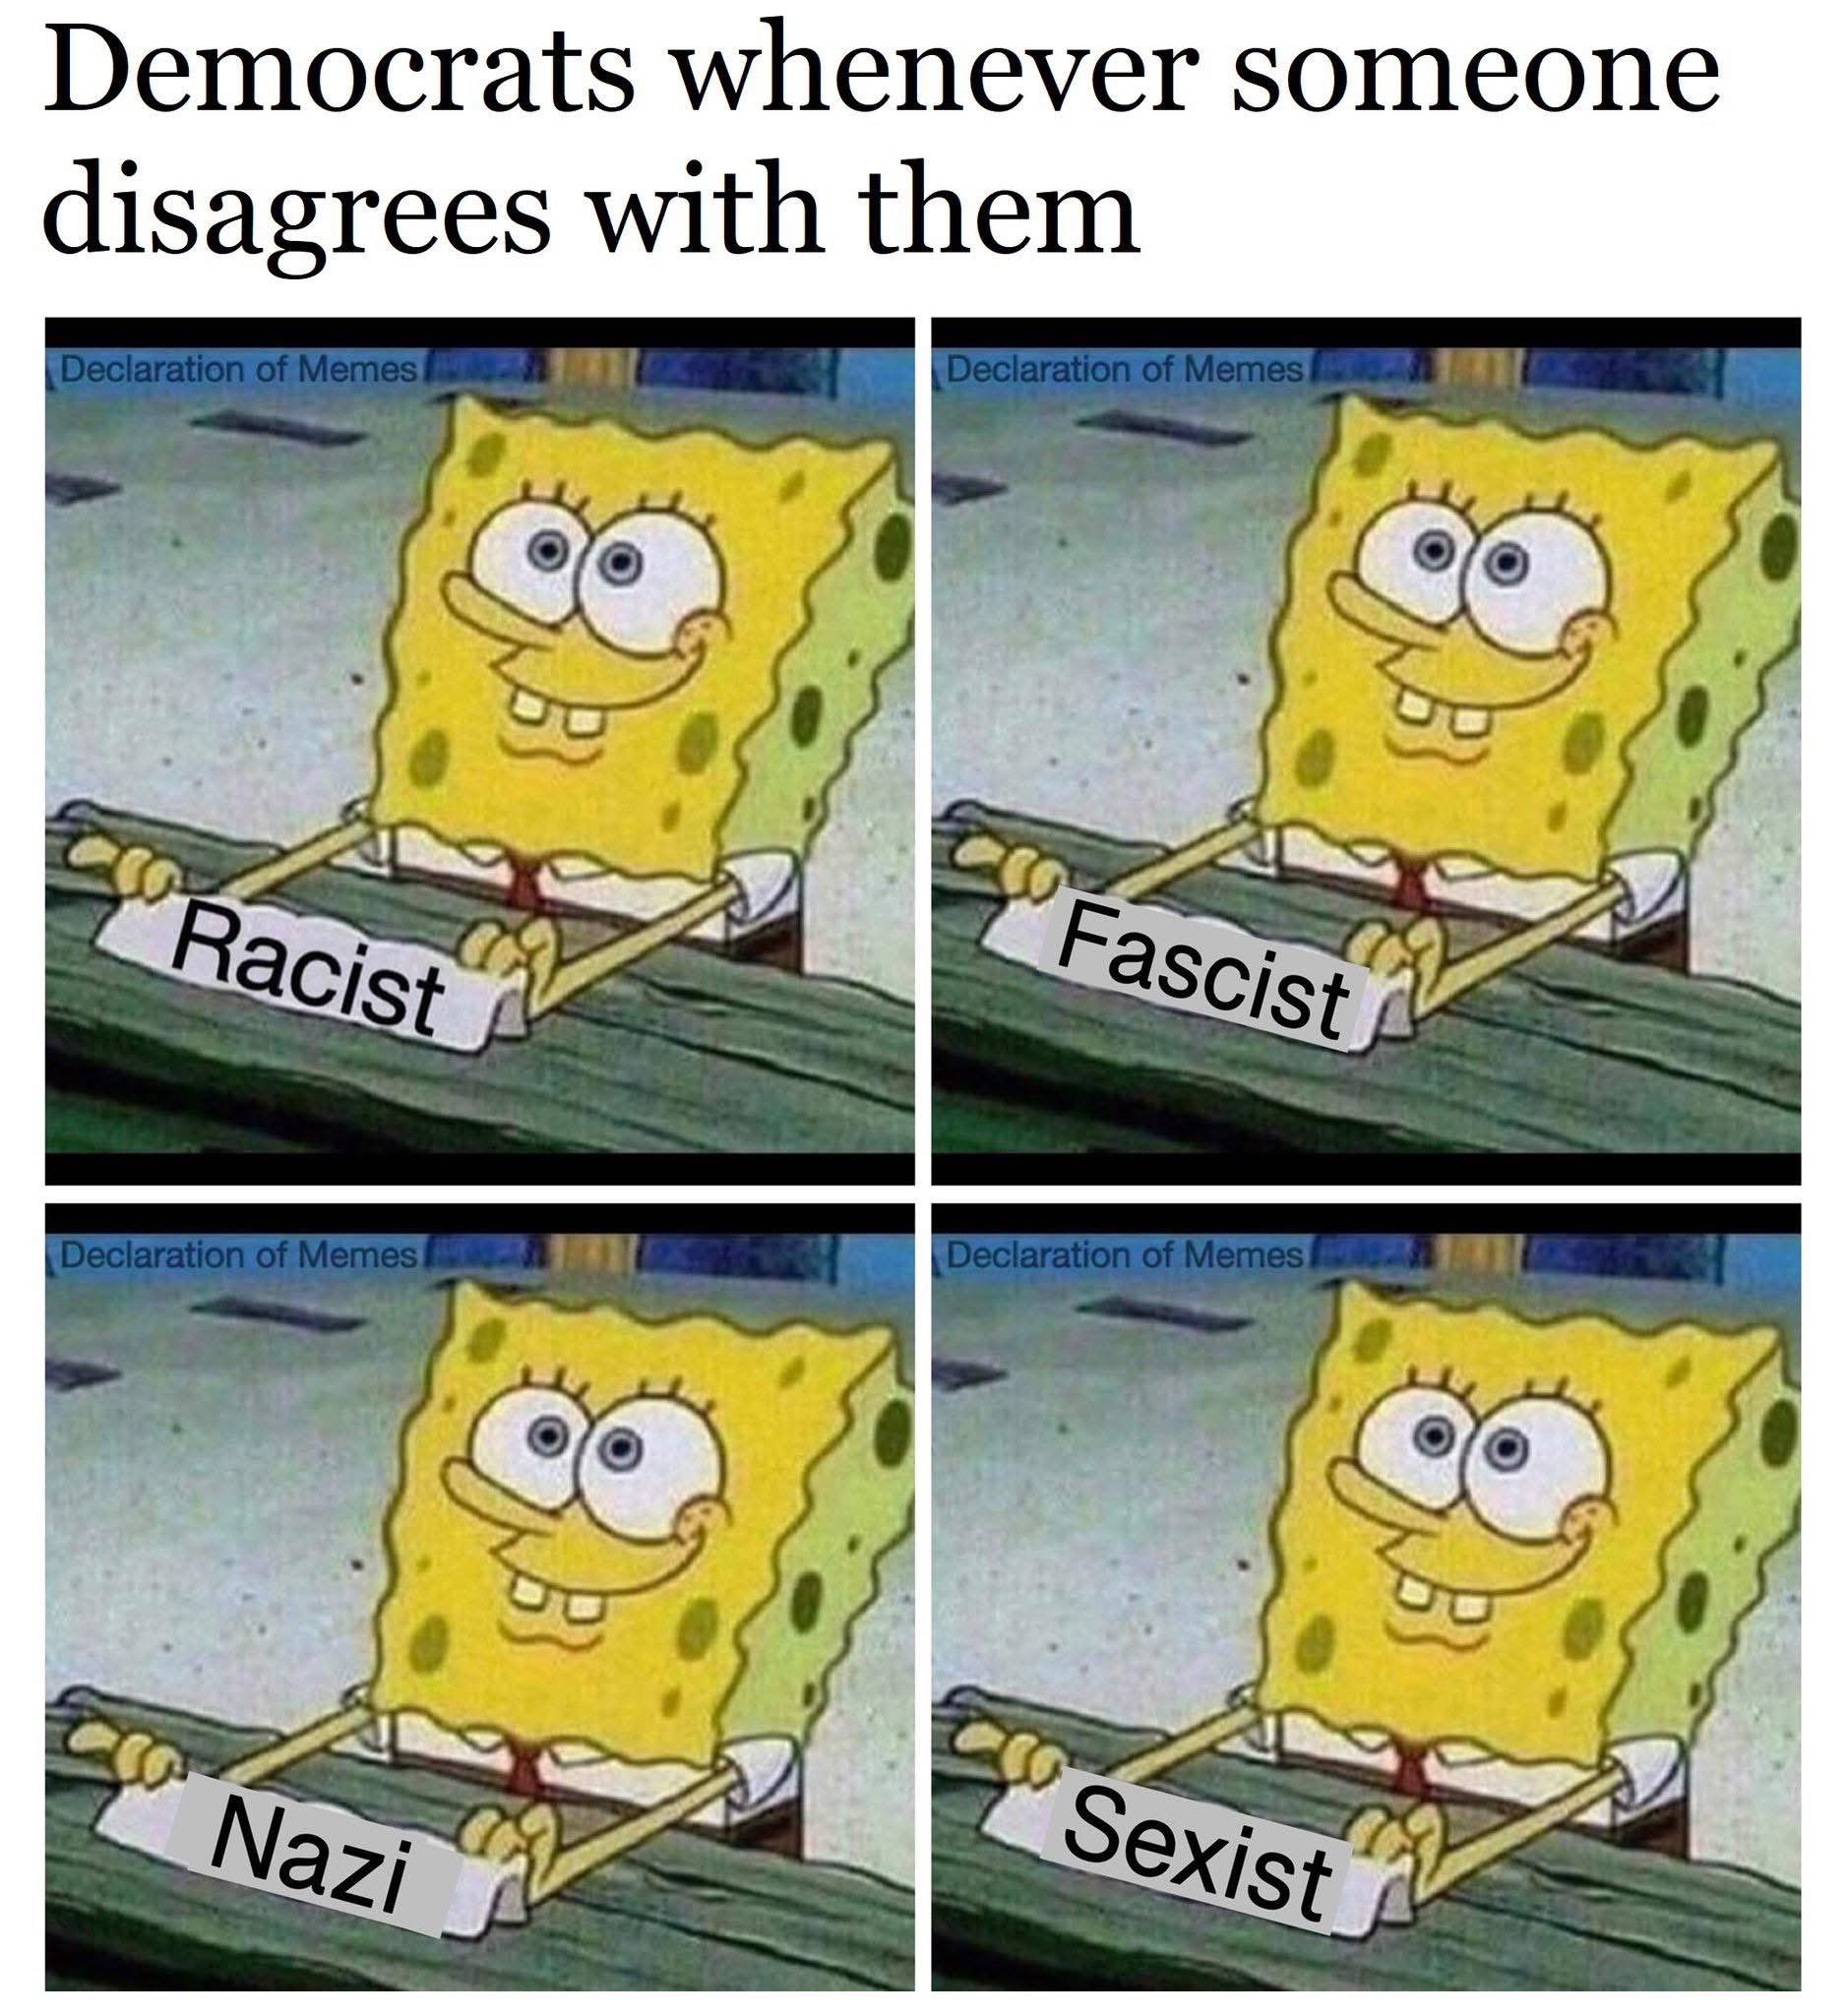 Democrats whenever someone
disagrees with them
Declaration of Memes
Declaration of Memes
Racist
Fascist
Declaration of Memes
Declaration of Memes
Nazi
Sexist